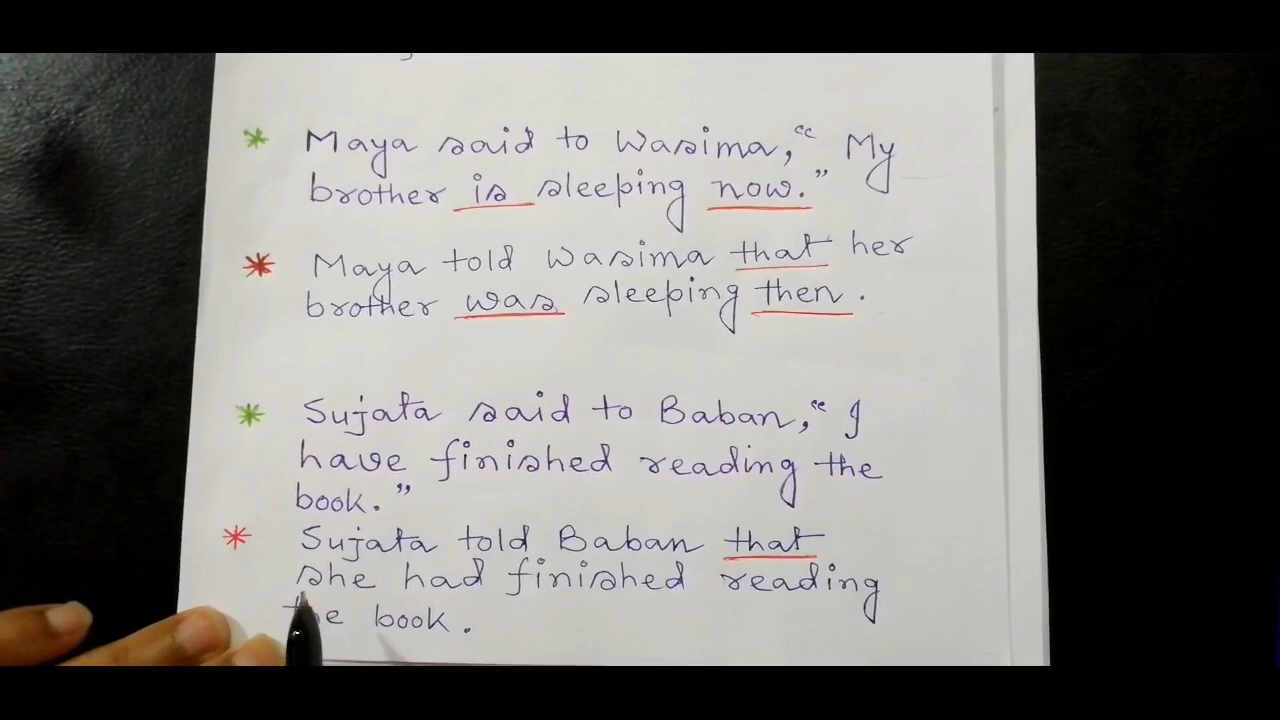 Maya said to Wasima, “My
brother is sleeping now.”
Maya told Wasima that her
brother was sleeping then.
Sujata said to Baban, “I
have finished reading the
book.”
Sujata told Baban that
she had finished reading
the book.